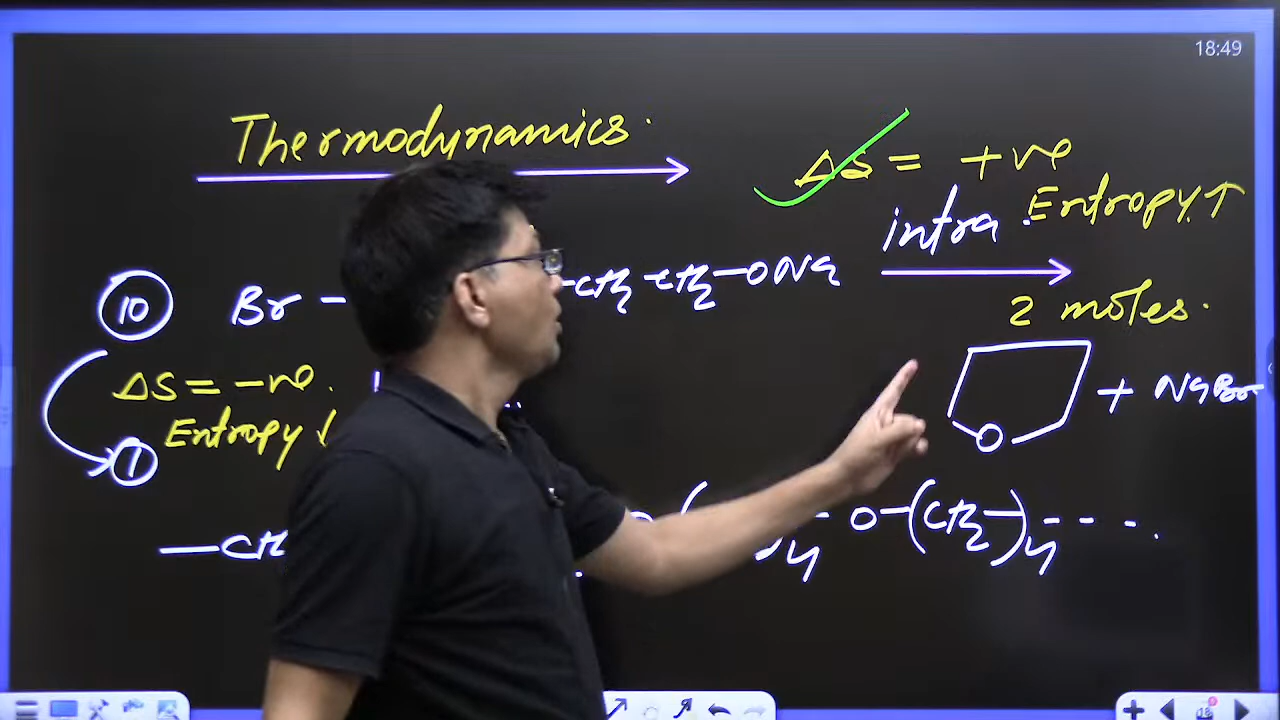 18:49
Thermodynamics.
ΔS = +ve
Entropy ↑
intra.
10 Br – –CH2–CH2–ONa
2 moles.
ΔS = –ve.
Entropy ↓
O + NaBr
1
–CH2 O–(CH2–)4 - - - -